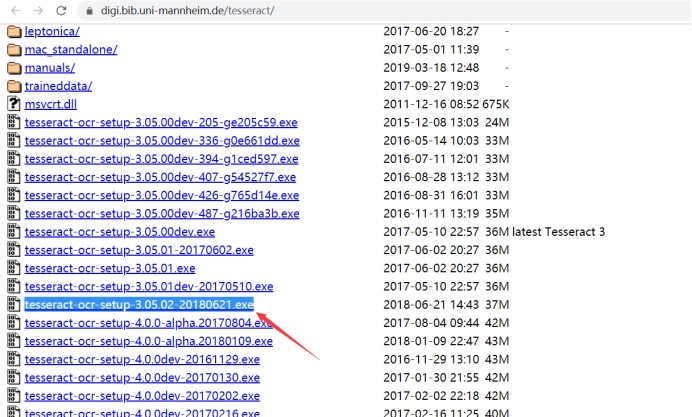 digi.bib.uni-mannheim.de/tesseract/
leptonica/ 2017-06-20 18:27 -
mac_standalone/ 2017-05-01 11:39 -
manuals/ 2019-03-18 12:48 -
traineddata/ 2017-09-27 19:03 -
msvcrt.dll 2011-12-16 08:52 675K
tesseract-ocr-setup-3.05.00dev-205-ge205c59.exe 2015-12-08 13:03 24M
tesseract-ocr-setup-3.05.00dev-336-g0e661dd.exe 2016-05-14 10:03 33M
tesseract-ocr-setup-3.05.00dev-394-g1ced597.exe 2016-07-11 12:01 33M
tesseract-ocr-setup-3.05.00dev-407-g54527f7.exe 2016-08-28 13:12 33M
tesseract-ocr-setup-3.05.00dev-426-g765d14e.exe 2016-08-31 16:01 33M
tesseract-ocr-setup-3.05.00dev-487-g216ba3b.exe 2016-11-11 13:19 35M
tesseract-ocr-setup-3.05.00dev.exe 2017-05-10 22:57 36M latest Tesseract 3
tesseract-ocr-setup-3.05.01-20170602.exe 2017-06-02 20:27 36M
tesseract-ocr-setup-3.05.01.exe 2017-06-02 20:27 36M
tesseract-ocr-setup-3.05.01dev-20170510.exe 2017-05-10 22:57 36M
tesseract-ocr-setup-3.05.02-20180621.exe 2018-06-21 14:43 37M
tesseract-ocr-setup-4.0.0-alpha.20170804.exe 2017-08-04 09:44 42M
tesseract-ocr-setup-4.0.0-alpha.20180109.exe 2018-01-09 22:47 43M
tesseract-ocr-setup-4.0.0dev-20161129.exe 2016-11-29 13:10 43M
tesseract-ocr-setup-4.0.0dev-20170130.exe 2017-01-30 21:55 42M
tesseract-ocr-setup-4.0.0dev-20170202.exe 2017-02-02 22:18 42M
tesseract-ocr-setup-4.0.0dev-20170216.exe 2017-02-16 11:25 40M